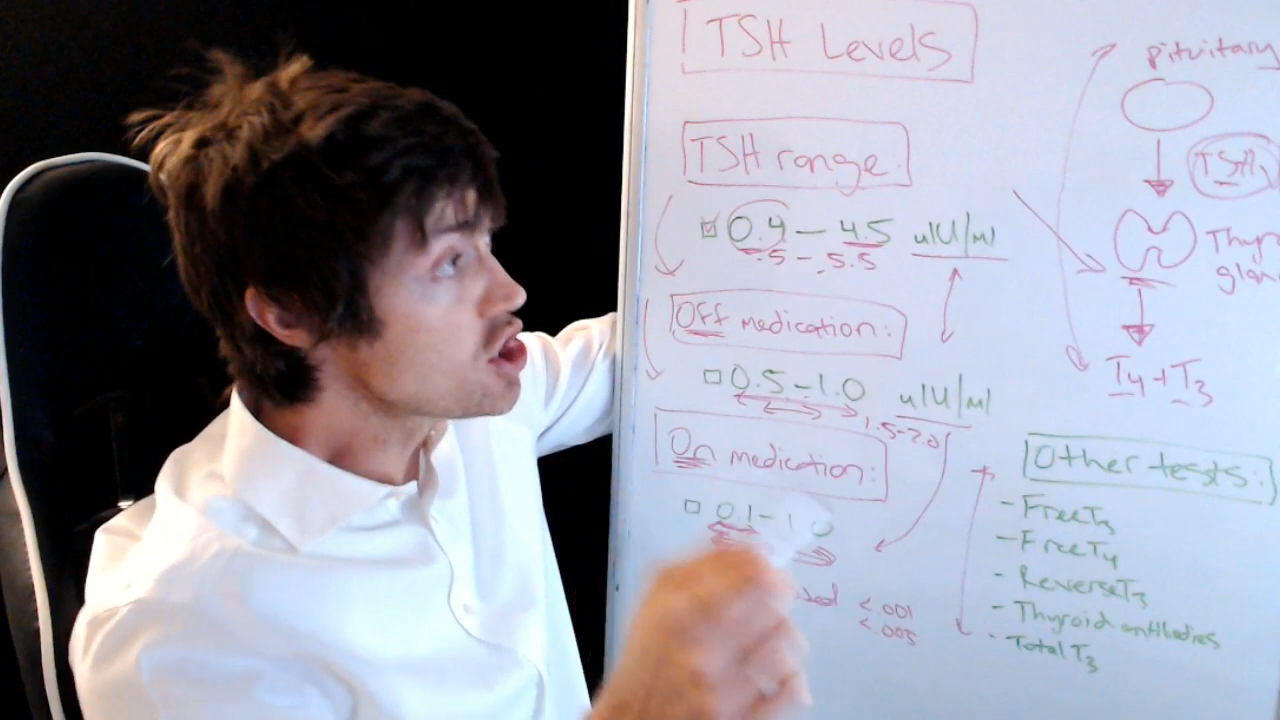 TSH Levels
TSH range:
0.4 — 4.5 uIU/ml
.5 - 5.5
Off medication:
0.5 - 1.0 uIU/ml
1.5-2.0
On medication:
0.1 - 1.0
<.001
<.005
pituitary
TSH
T4 + T3
Other tests:
- Free T3
- Free T4
- Reverse T3
- Thyroid antibodies
- Total T3